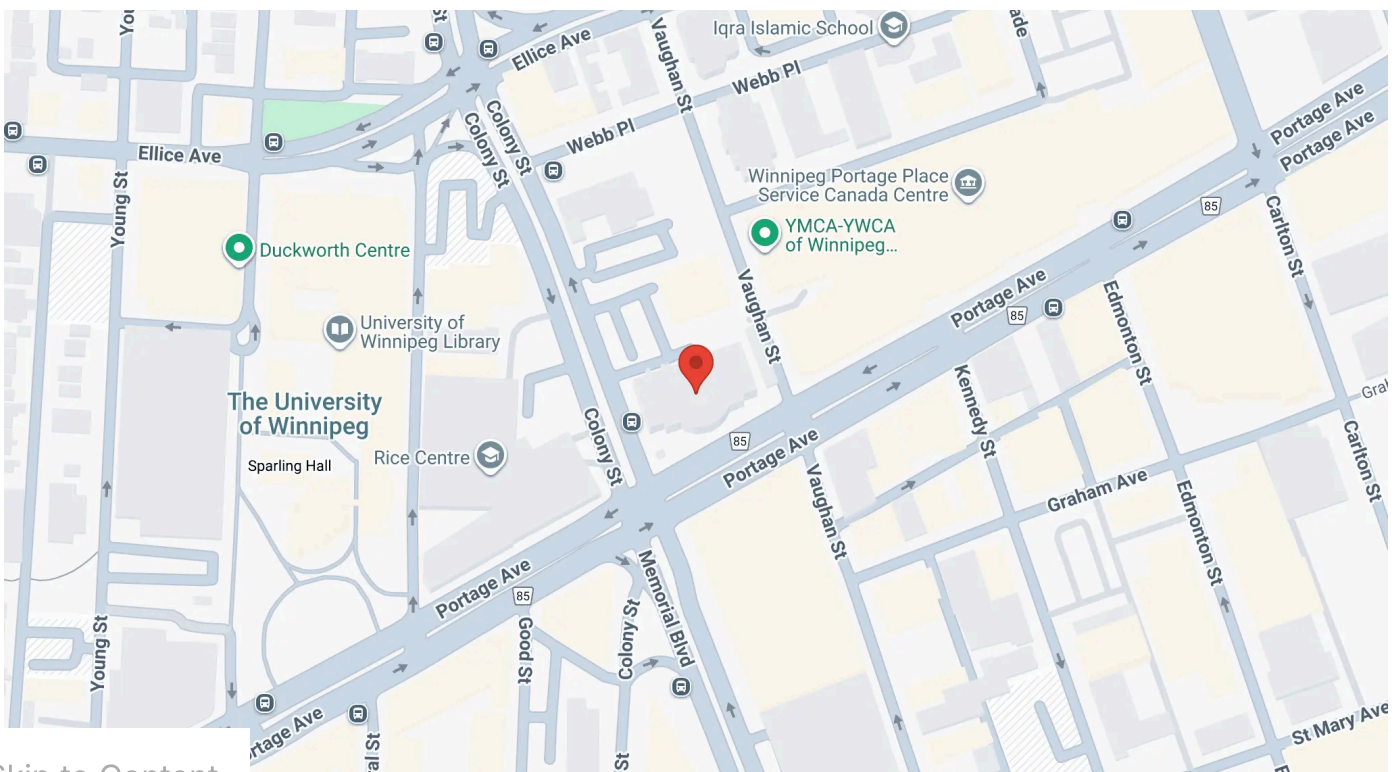 Iqra Islamic School
Ellice Ave
Vaughan St
Webb Pl
Portage Ave
Portage Ave
Colony St
Colony St
Webb Pl
Ellice Ave
Young St
Winnipeg Portage Place
Service Canada Centre
85
YMCA-YWCA
of Winnipeg...
Duckworth Centre
Carlton St
Vaughan St
Portage Ave
85
Edmonton St
University of
Winnipeg Library
The University
of Winnipeg
Sparling Hall
Rice Centre
Colony St
85
Portage Ave
Kennedy St
Carlton St
Vaughan St
Graham Ave
Edmonton St
Portage Ave
85
Memorial Blvd
Good St
Colony St
Young St
St Mary Ave